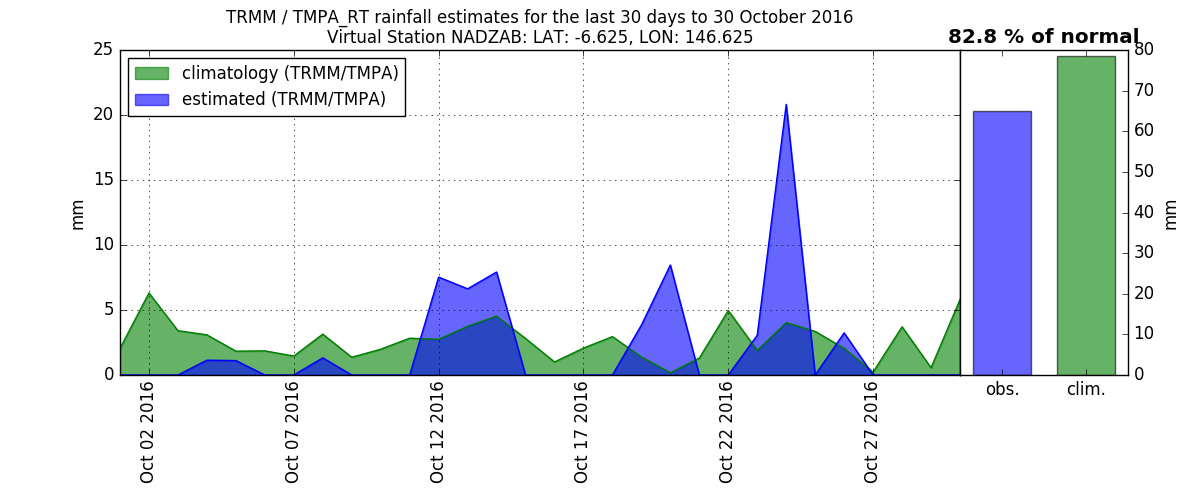 TRMM / TMPA_RT rainfall estimates for the last 30 days to 30 October 2016
Virtual Station NADZAB: LAT: -6.625, LON: 146.625
82.8 % of normal
climatology (TRMM/TMPA)
estimated (TRMM/TMPA)
25
20
15
10
5
0
mm
Oct 02 2016
Oct 07 2016
Oct 12 2016
Oct 17 2016
Oct 22 2016
Oct 27 2016
80
70
60
50
40
30
20
10
0
mm
obs.
clim.